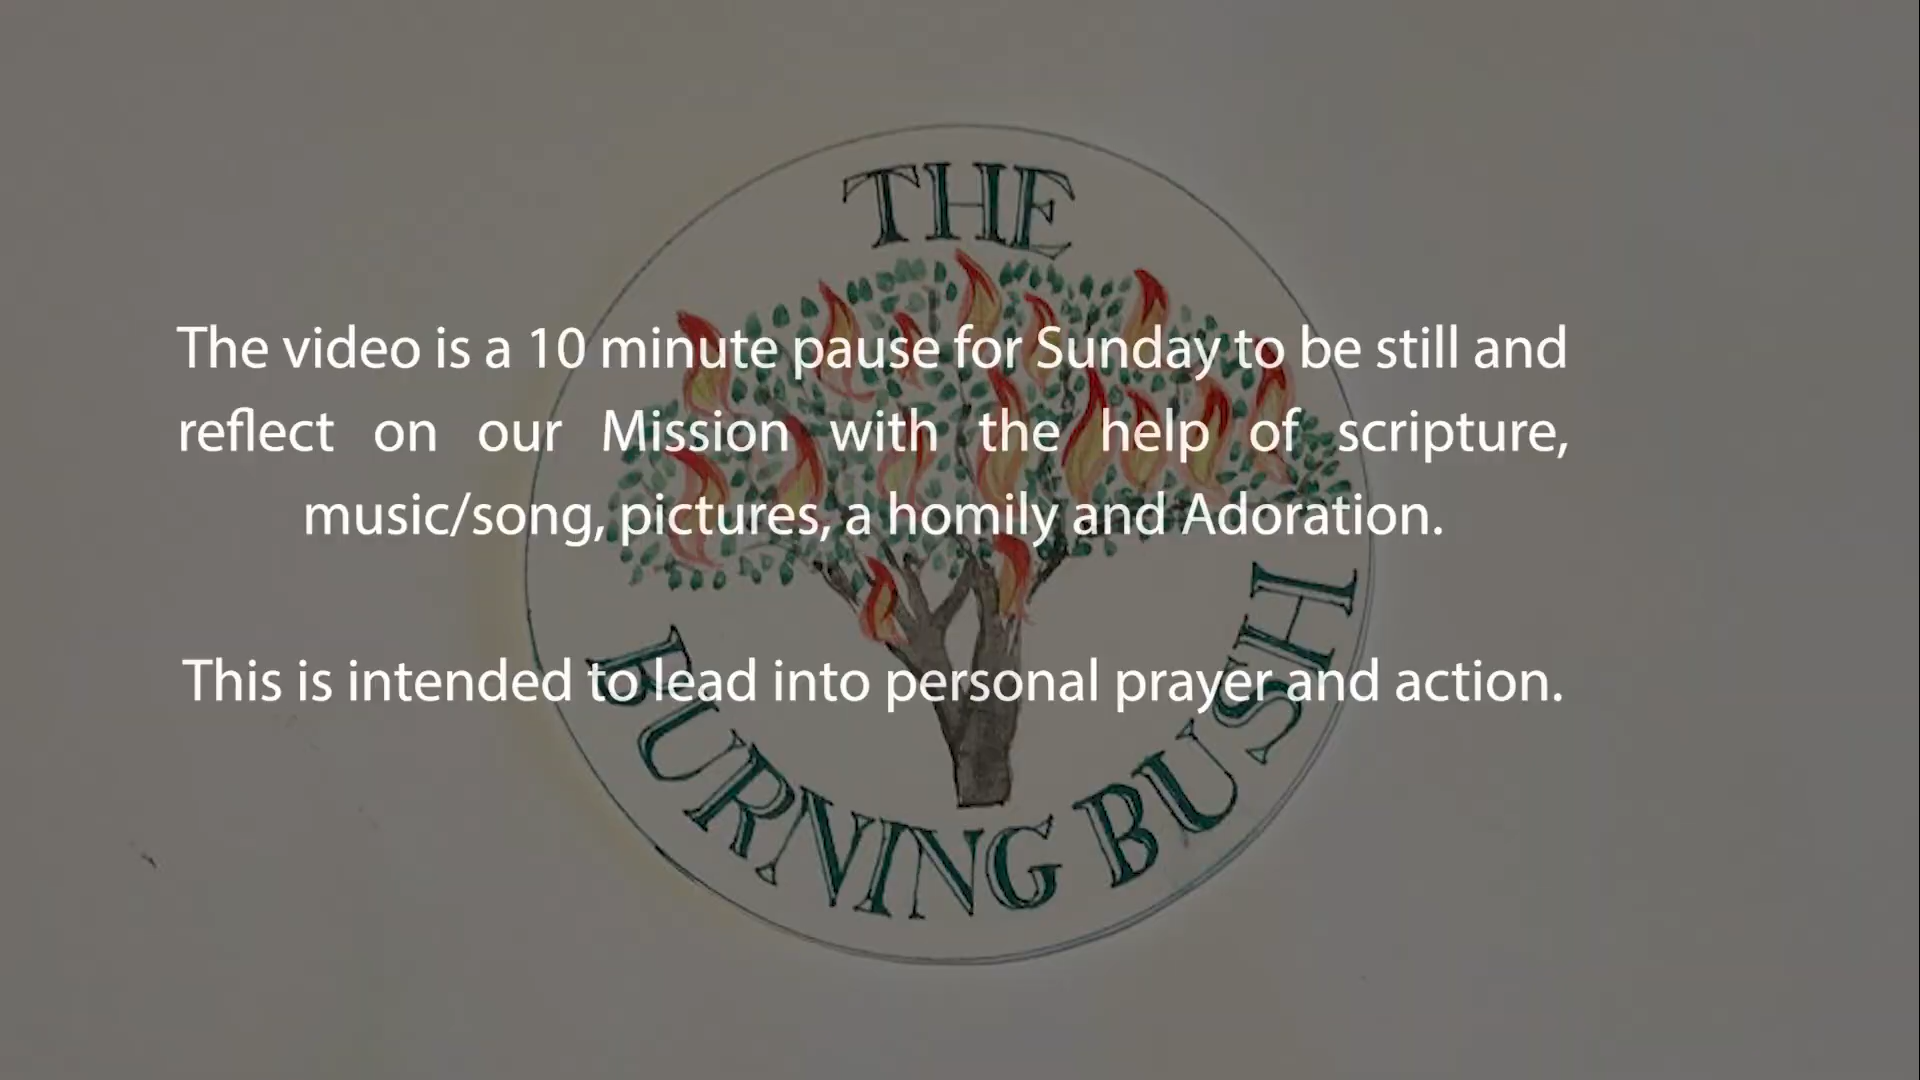 THE
The video is a 10 minute pause for Sunday to be still and
reflect on our Mission with the help of scripture,
music/song, pictures, a homily and Adoration.
This is intended to lead into personal prayer and action.
BURNING BUSH